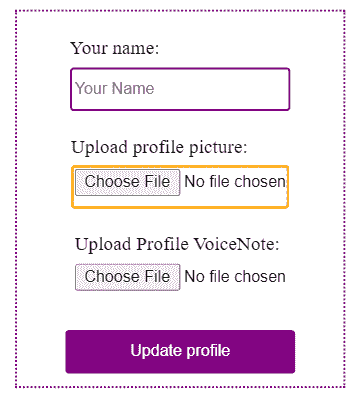 Your name:
Your Name
Upload profile picture:
Choose File No file chosen
Upload Profile VoiceNote:
Choose File No file chosen
Update profile